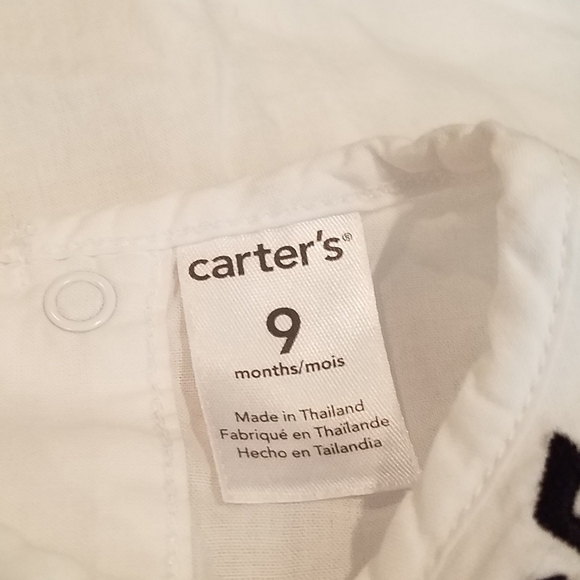 carter's®
9
months/mois
Made in Thailand
Fabriqué en Thaïlande
Hecho en Tailandia